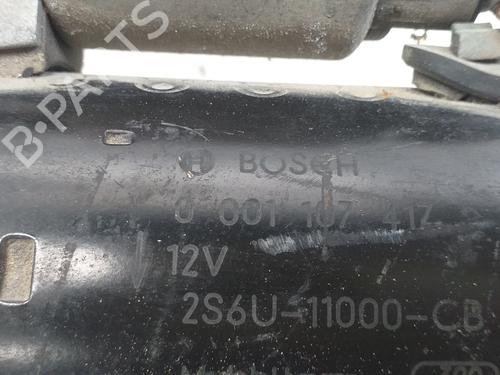 B-PARTS
BOSCH
0 001 107 417
12V
2S6U-11000-CB